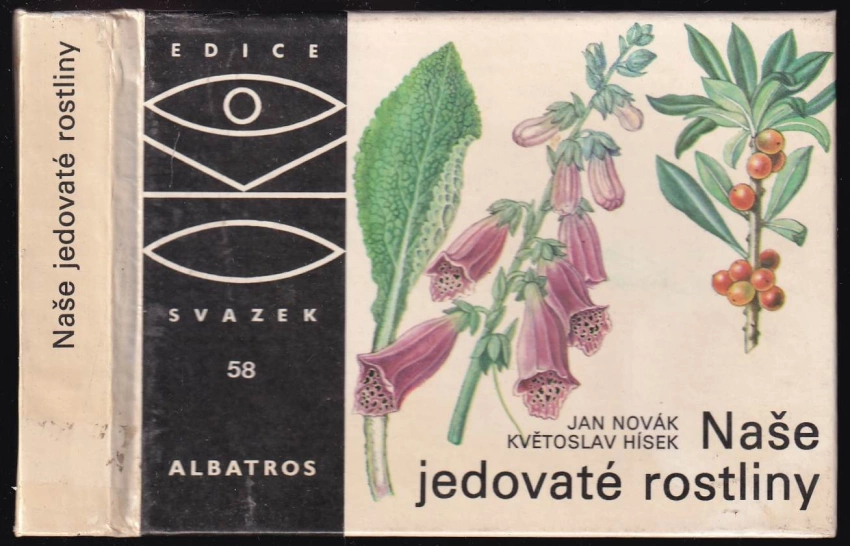 Naše jedovaté rostliny
EDICE
SVAZEK
58
ALBATROS
JAN NOVÁK
KVĚTOSLAV HÍSEK
Naše
jedovaté rostliny